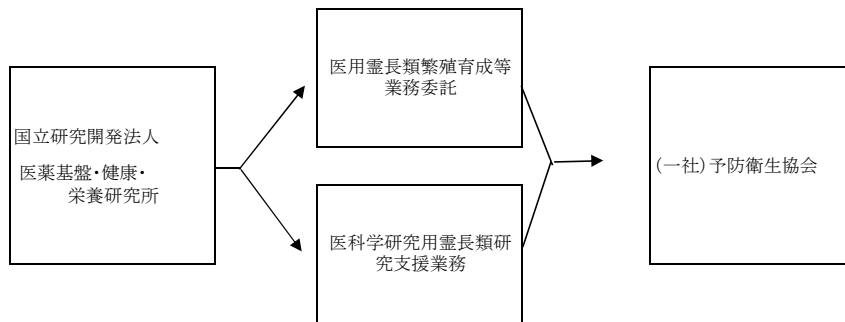 国立研究開発法人
医薬基盤・健康・
栄養研究所
医用霊長類繁殖育成等
業務委託
医科学研究用霊長類研
究支援業務
(一社)予防衛生協会